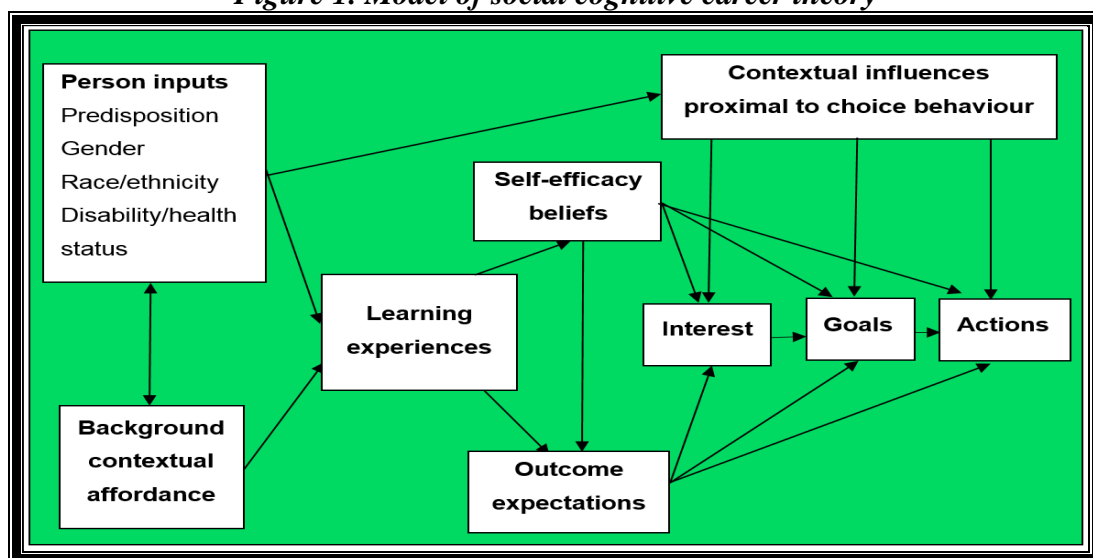 Figure 1: Model of social cognitive career theory
Person inputs
Predisposition
Gender
Race/ethnicity
Disability/health
status
Contextual influences
proximal to choice behaviour
Self-efficacy
beliefs
Learning
experiences
Interest
Goals
Actions
Background
contextual
affordance
Outcome
expectations